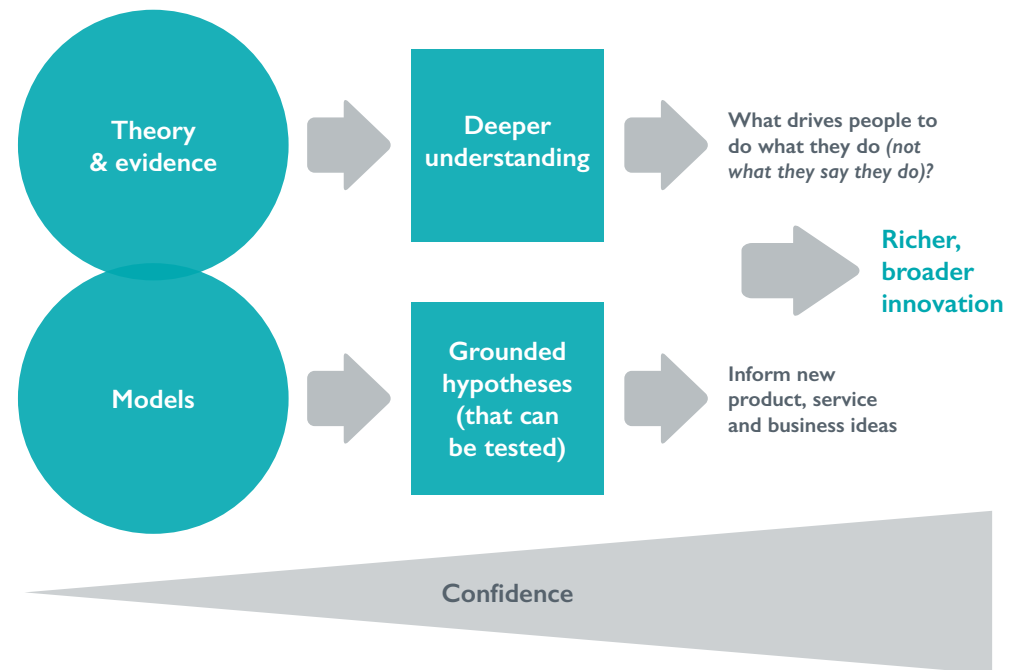 Theory
& evidence
Deeper
understanding
What drives people to
do what they do (not
what they say they do)?
Richer,
broader
innovation
Models
Grounded
hypotheses
(that can
be tested)
Inform new
product, service
and business ideas
Confidence